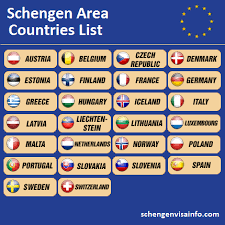 Schengen Area
Countries List
AUSTRIA
BELGIUM
CZECH
REPUBLIC
DENMARK
ESTONIA
FINLAND
FRANCE
GERMANY
GREECE
HUNGARY
ICELAND
ITALY
LATVIA
LIECHTEN-
STEIN
LITHUANIA
LUXEMBOURG
MALTA
NETHERLANDS
NORWAY
POLAND
PORTUGAL
SLOVAKIA
SLOVENIA
SPAIN
SWEDEN
SWITZERLAND
schengenvisainfo.com